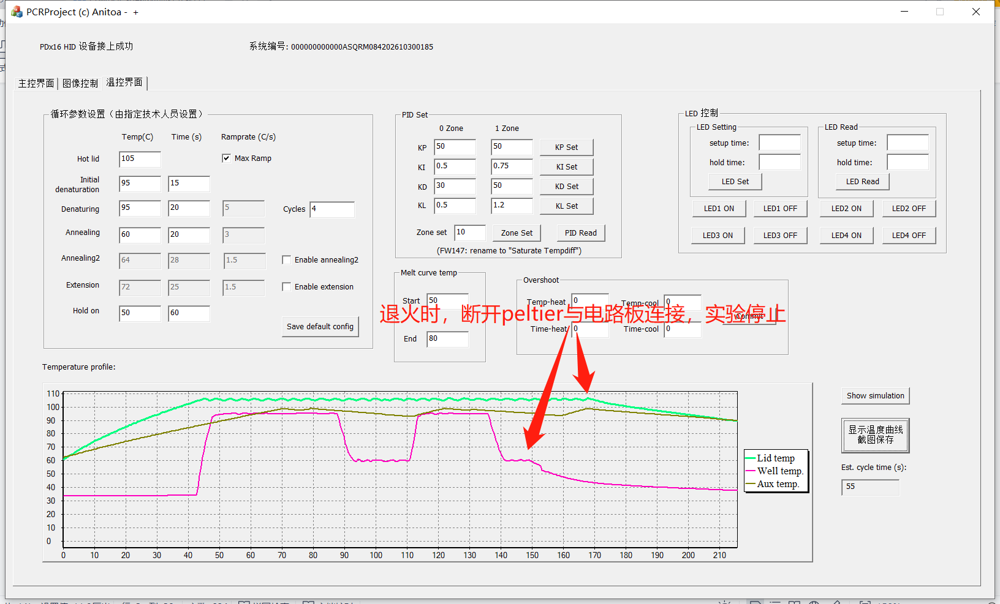 PCRProject (c) Anitoa - +
PDx16 HID 设备接上成功
系统编号: 000000000000ASQRM084202610300185
主控界面 图像控制 温控界面
循环参数设置（由指定技术人员设置）
Temp(C) Time (s) Ramprate (C/s)
Hot lid 105 Max Ramp
Initial denaturation 95 15
Denaturing 95 20 5 Cycles 4
Annealing 60 20 3
Annealing2 64 28 1.5 Enable annealing2
Extension 72 25 1.5 Enable extension
Hold on 50 60
Save default config
PID Set
0 Zone 1 Zone
KP 50 50 KP Set
KI 0.5 0.75 KI Set
KD 30 50 KD Set
KL 0.5 1.2 KL Set
Zone set 10 Zone Set PID Read
(FW147: rename to "Saturate Tempdiff")
LED 控制
LED Setting
setup time:
hold time:
LED Set
LED Read
setup time:
hold time:
LED Read
LED1 ON LED1 OFF LED2 ON LED2 OFF
LED3 ON LED3 OFF LED4 ON LED4 OFF
Melt curve temp
Start 50
End 80
Overshoot
Temp-heat 0 Temp-cool 0
Commit
Time-heat 0 Time-cool 0
退火时，断开peltier与电路板连接，实验停止
Temperature profile:
110
100
90
80
70
60
50
40
30
20
10
0
0 10 20 30 40 50 60 70 80 90 100 110 120 130 140 150 160 170 180 190 200 210
Lid temp
Well temp.
Aux temp.
Show simulation
显示温度曲线
截图保存
Est. cycle time (s):
55